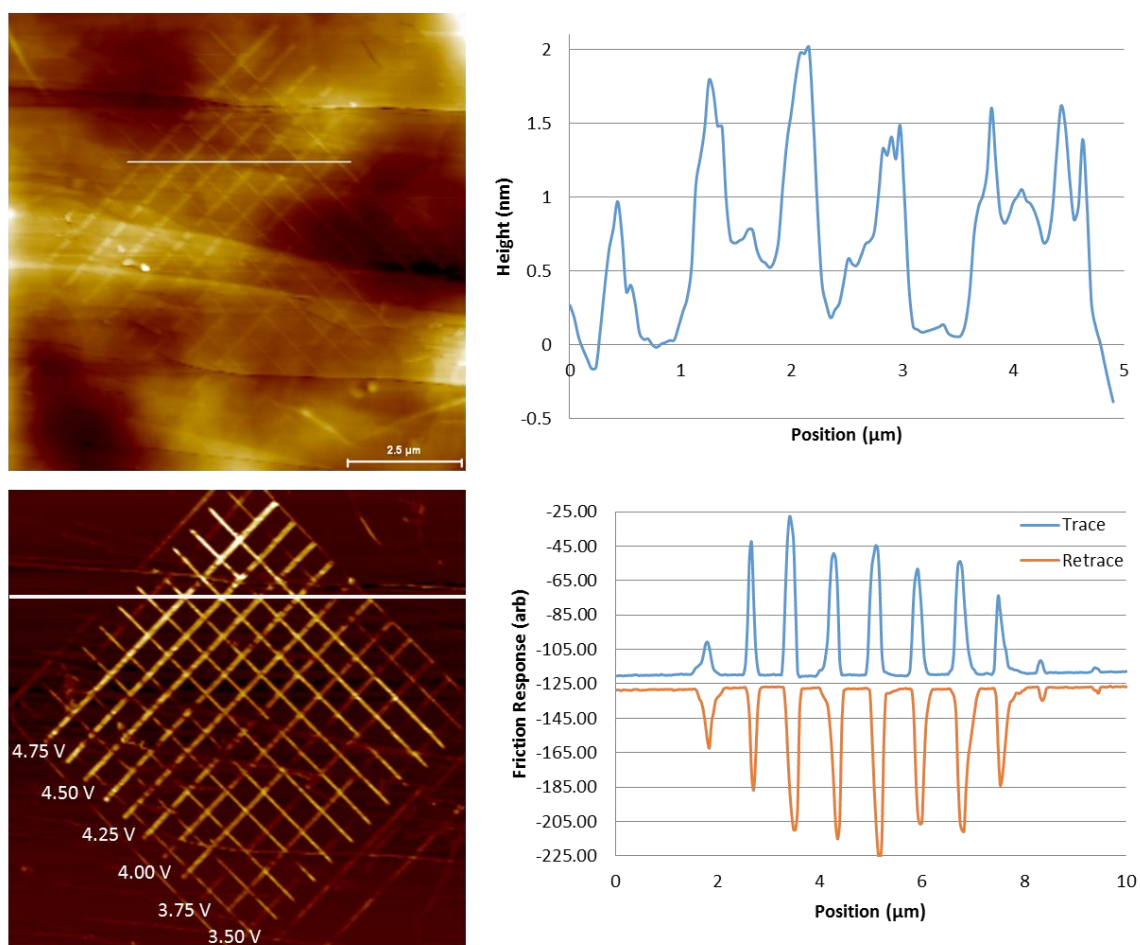 2.5 µm
2
1.5
1
0.5
0
-0.5
Height (nm)
0 1 2 3 4 5
Position (µm)
4.75 V
4.50 V
4.25 V
4.00 V
3.75 V
3.50 V
-25.00
-45.00
-65.00
-85.00
-105.00
-125.00
-145.00
-165.00
-185.00
-205.00
-225.00
Friction Response (arb)
Trace
Retrace
0 2 4 6 8 10
Position (µm)